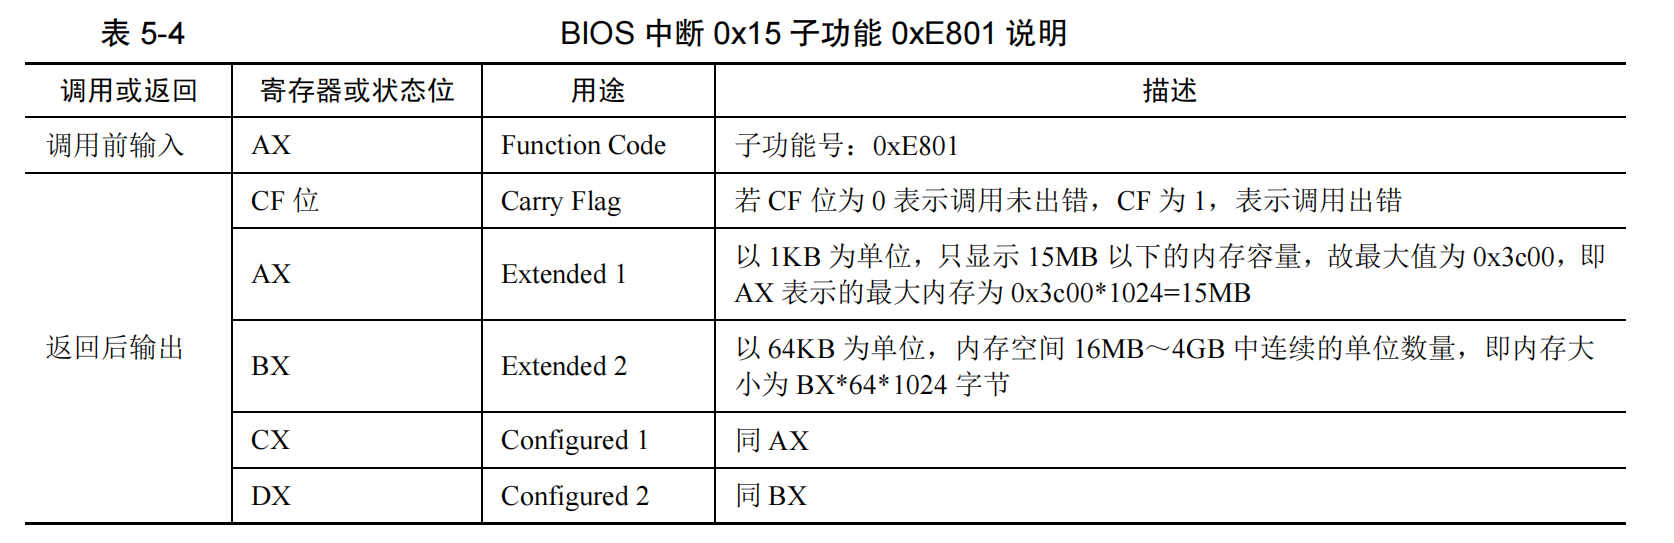 表 5-4 BIOS 中断 0x15 子功能 0xE801 说明
调用或返回 寄存器或状态位 用途 描述
调用前输入 AX Function Code 子功能号：0xE801
返回后输出 CF 位 Carry Flag 若 CF 位为 0 表示调用未出错，CF 为 1，表示调用出错
AX Extended 1 以 1KB 为单位，只显示 15MB 以下的内存容量，故最大值为 0x3c00，即
AX 表示的最大内存为 0x3c00*1024=15MB
BX Extended 2 以 64KB 为单位，内存空间 16MB～4GB 中连续的单位数量，即内存大
小为 BX*64*1024 字节
CX Configured 1 同 AX
DX Configured 2 同 BX